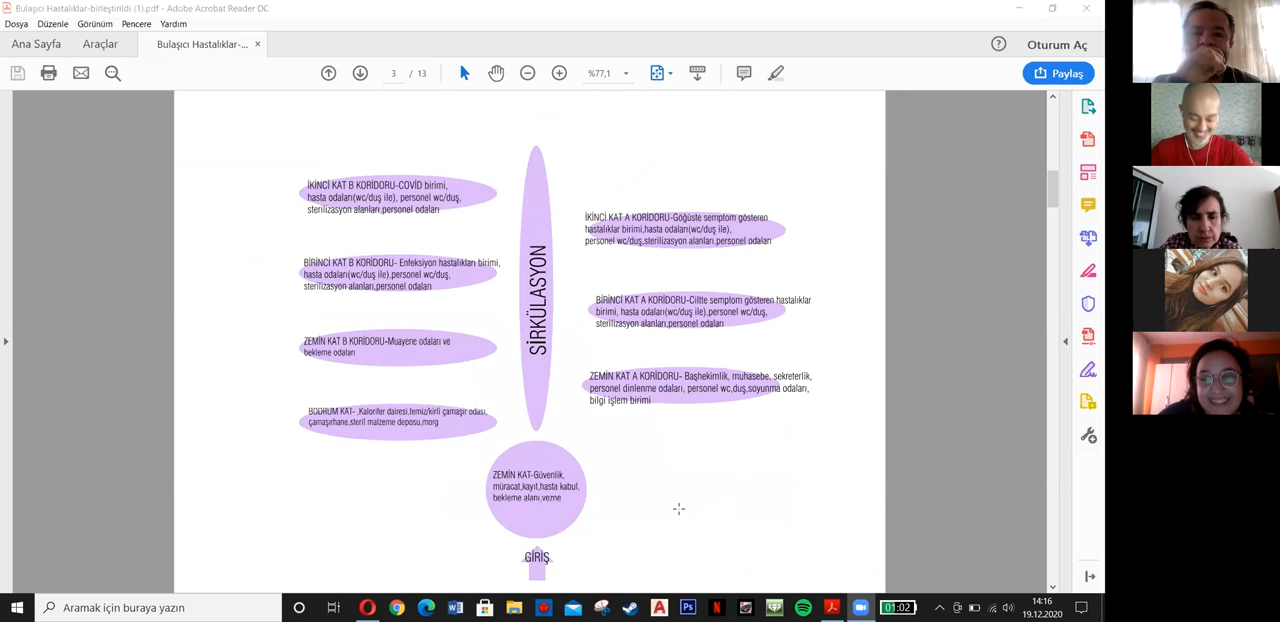 Bulaşıcı Hastalıklar-birleştirildi (1).pdf - Adobe Acrobat Reader DC
Dosya Düzenle Görünüm Pencere Yardım
Ana Sayfa Araçlar Bulaşıcı Hastalıklar-... ×
Oturum Aç
3 / 13 %77,1 Paylaş
İKİNCİ KAT B KORİDORU-COVİD birimi,
hasta odaları(wc/duş ile), personel wc/duş,
sterilizasyon alanları,personel odaları
BİRİNCİ KAT B KORİDORU- Enfeksiyon hastalıkları birimi,
hasta odaları(wc/duş ile),personel wc/duş,
sterilizasyon alanları,personel odaları
ZEMİN KAT B KORİDORU-Muayene odaları ve
bekleme odaları
BODRUM KAT- ,Kalorifer dairesi,temiz/kirli çamaşır odası,
çamaşırhane,steril malzeme deposu,morg
SİRKÜLASYON
İKİNCİ KAT A KORİDORU-Göğüste semptom gösteren
hastalıklar birimi,hasta odaları(wc/duş ile),
personel wc/duş,sterilizasyon alanları,personel odaları
BİRİNCİ KAT A KORİDORU-Ciltte semptom gösteren hastalıklar
birimi, hasta odaları(wc/duş ile).personel wc/duş,
sterilizasyon alanları,personel odaları
ZEMİN KAT A KORİDORU- Başhekimlik, muhasebe, sekreterlik,
personel dinlenme odaları, personel wc,duş,soyunma odaları,
bilgi işlem birimi
ZEMİN KAT-Güvenlik,
müracat,kayıt,hasta kabul,
bekleme alanı,vezne
GİRİŞ
Aramak için buraya yazın
01:02
14:16
19.12.2020